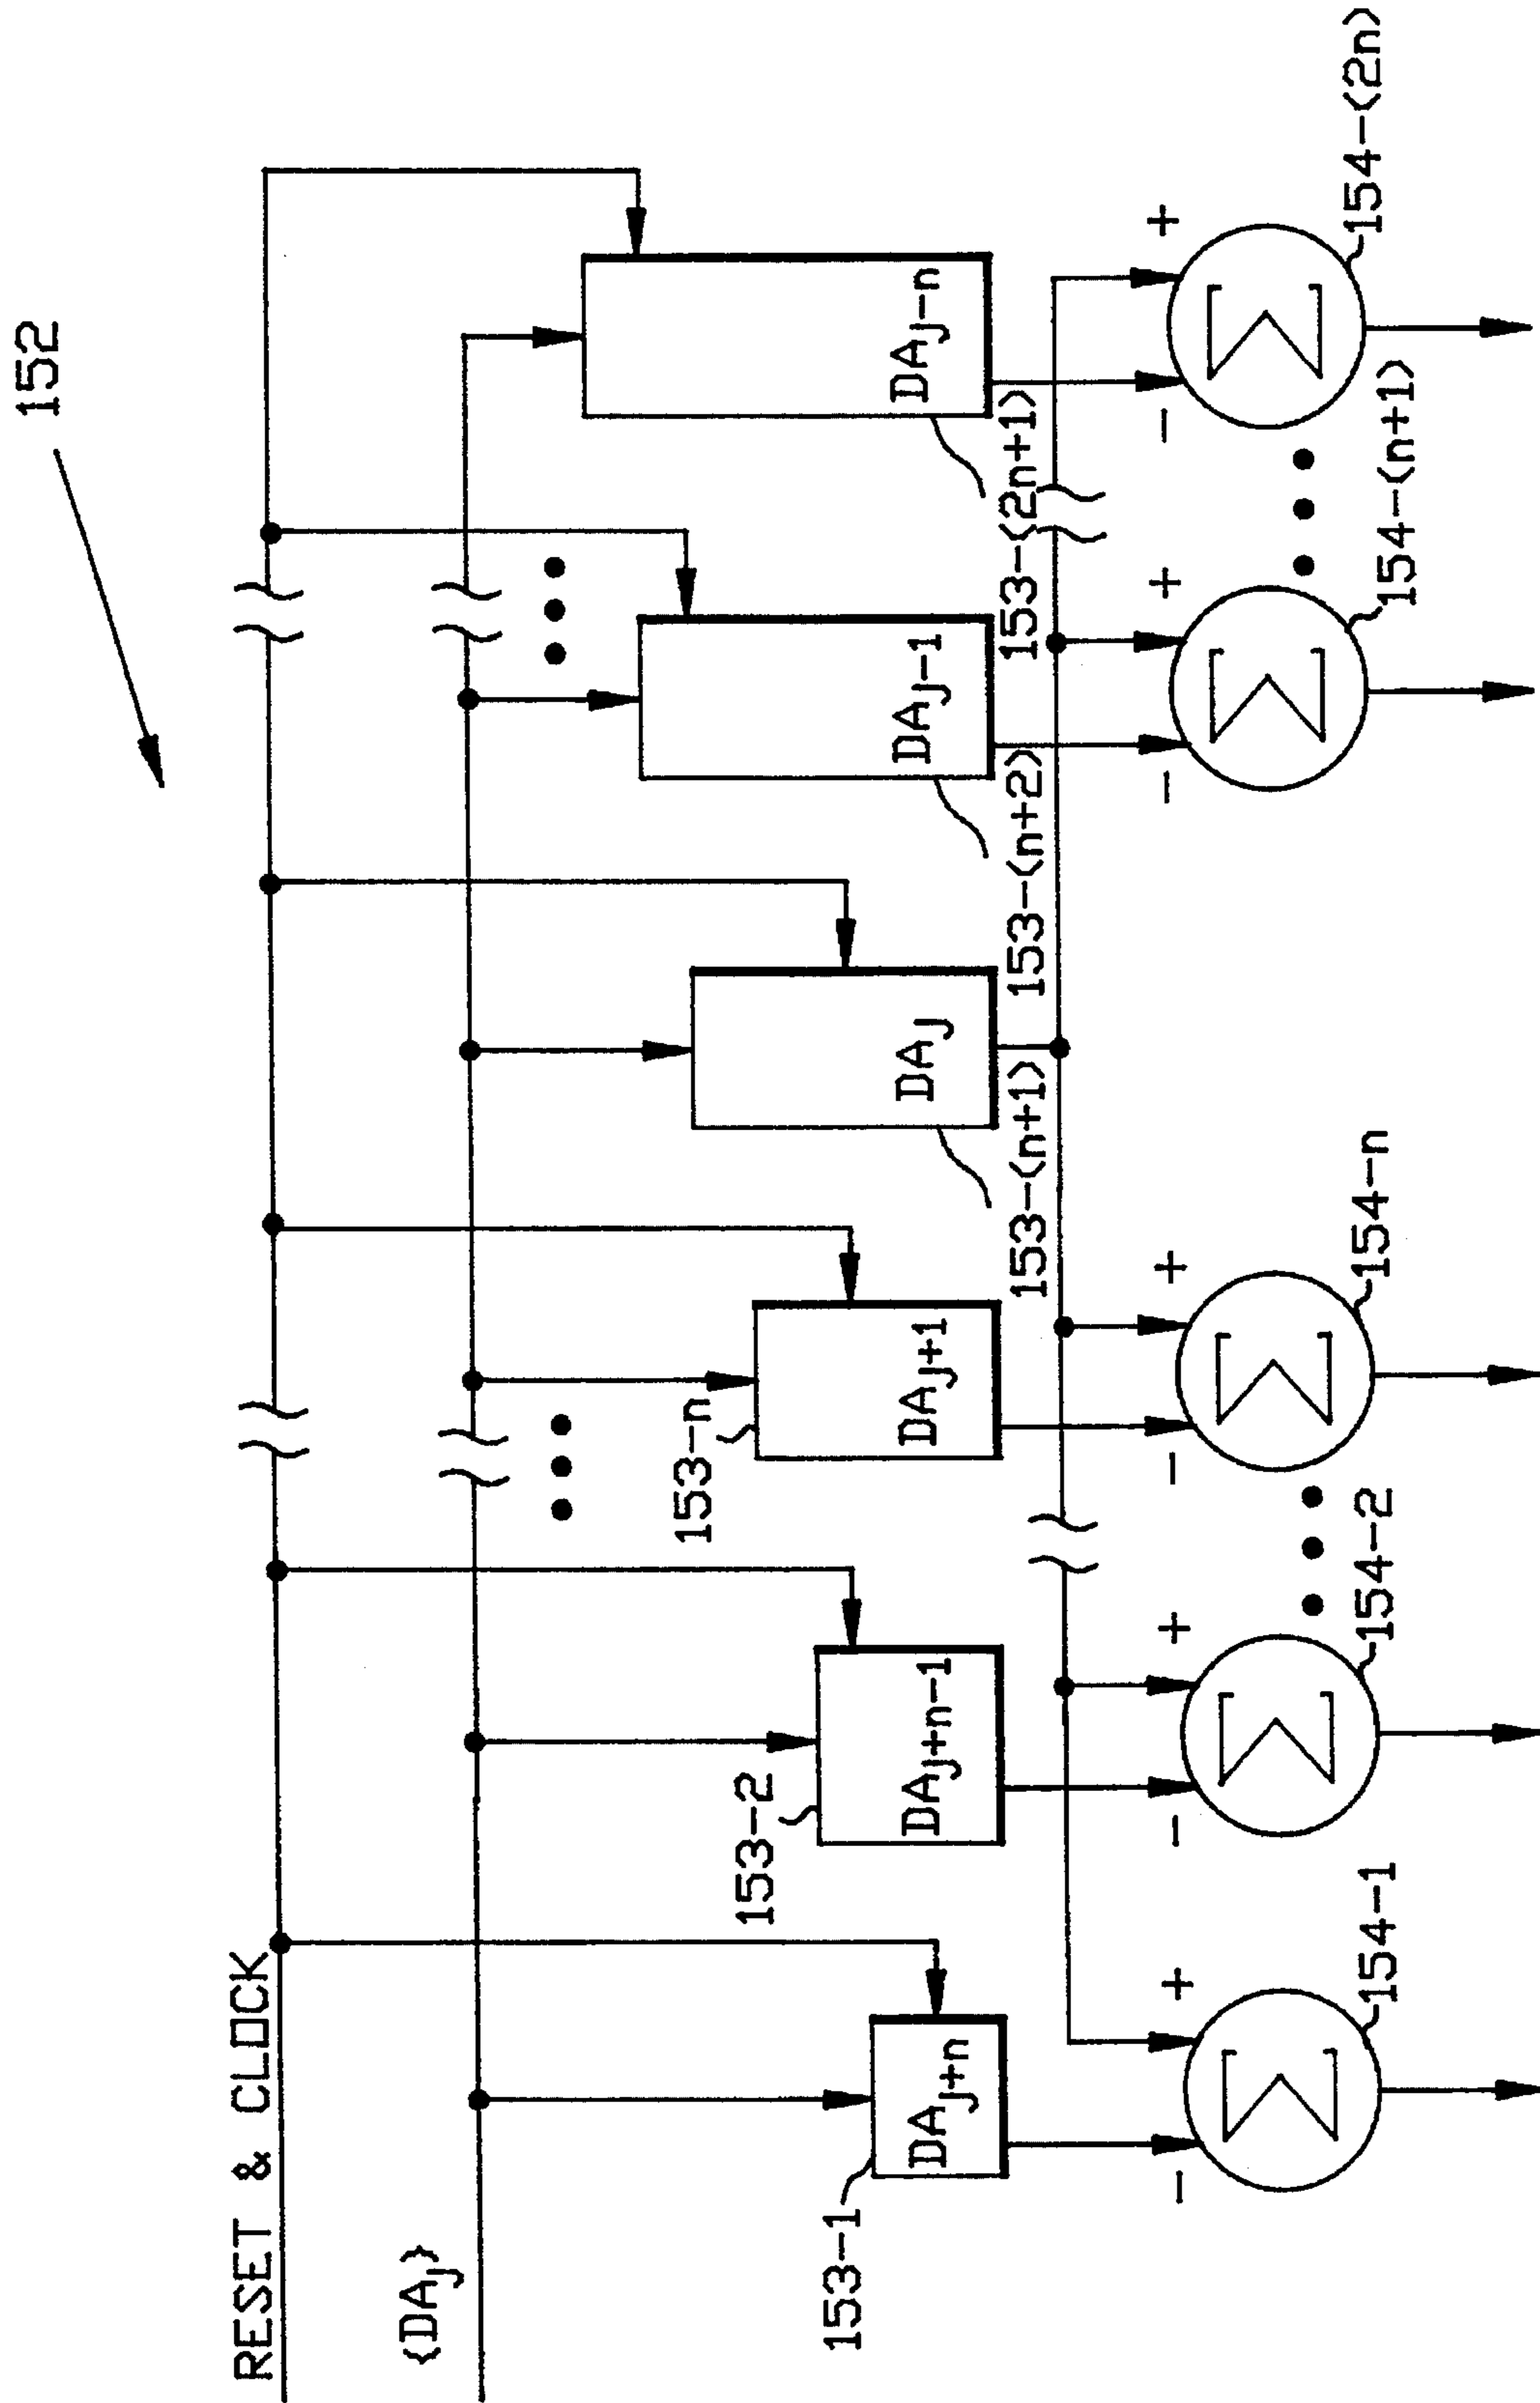 152
RESET & CLOCK
{DAj}
153-1
DAj+n
153-2
DAj+n-1
153-n
DAj+1
DAj
153-(n+1)
DAj-1
153-(n+2)
DAj-n
153-(2n+1)
- +
Σ
154-1
- +
Σ
154-2
- +
Σ
154-n
- +
Σ
154-(n+1)
- +
Σ
154-(2n)